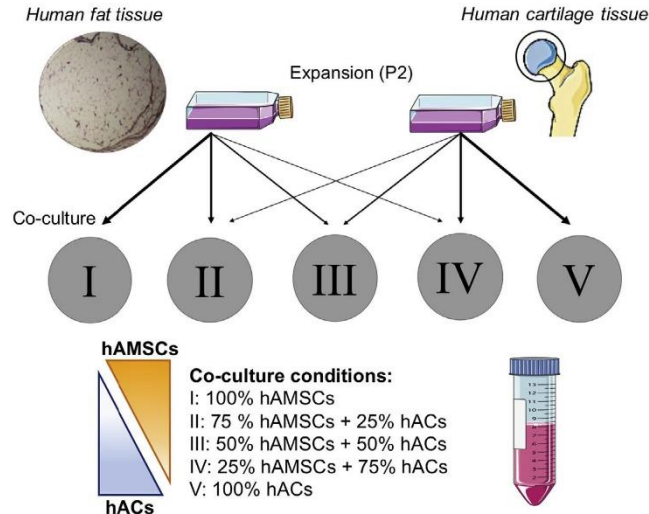 Human fat tissue
Human cartilage tissue
Expansion (P2)
Co-culture
I
II
III
IV
V
hAMSCs
hACs
Co-culture conditions:
I: 100% hAMSCs
II: 75 % hAMSCs + 25% hACs
III: 50% hAMSCs + 50% hACs
IV: 25% hAMSCs + 75% hACs
V: 100% hACs